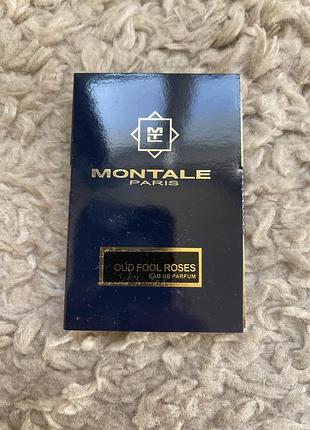 MONTALE
PARIS
OUD FOOL ROSES
EAU DE PARFUM